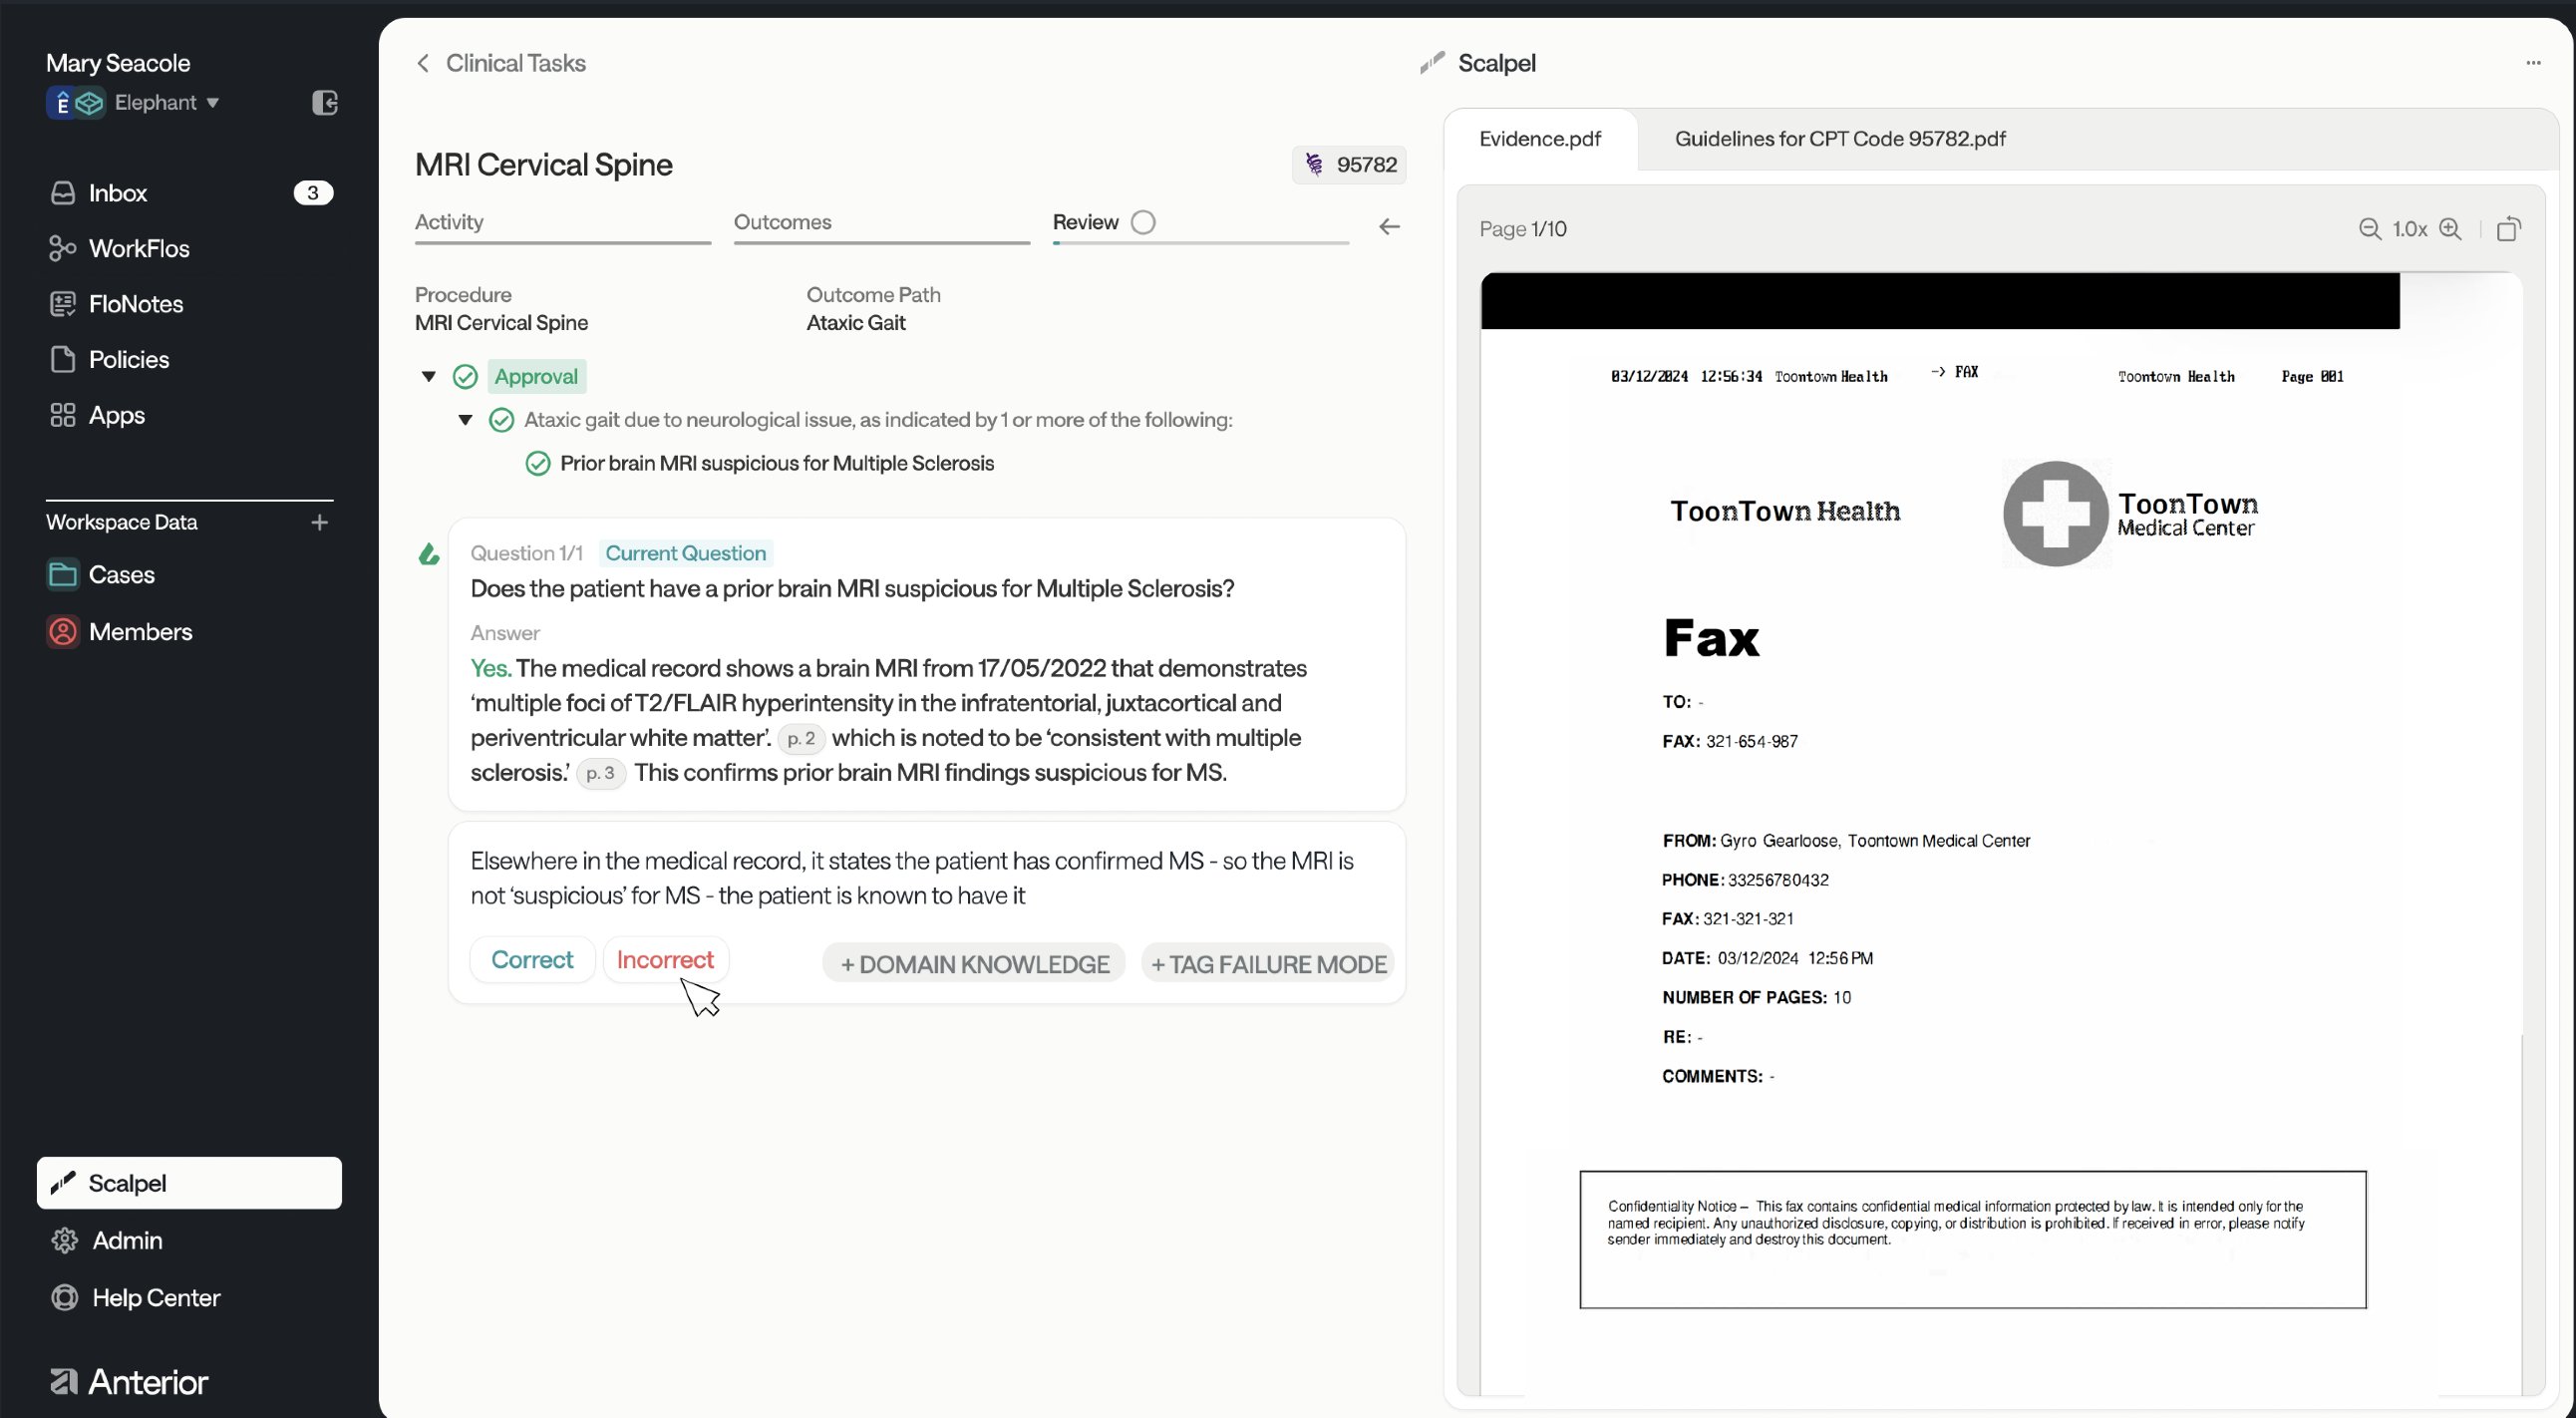 Mary Seacole
Ê Elephant
Inbox 3
WorkFlos
FloNotes
Policies
Apps
Workspace Data +
Cases
Members
Scalpel
Admin
Help Center
Anterior
Clinical Tasks
MRI Cervical Spine 95782
Activity Outcomes Review
Procedure Outcome Path
MRI Cervical Spine Ataxic Gait
Approval
Ataxic gait due to neurological issue, as indicated by 1 or more of the following:
Prior brain MRI suspicious for Multiple Sclerosis
Question 1/1 Current Question
Does the patient have a prior brain MRI suspicious for Multiple Sclerosis?
Answer
Yes. The medical record shows a brain MRI from 17/05/2022 that demonstrates
‘multiple foci of T2/FLAIR hyperintensity in the infratentorial, juxtacortical and
periventricular white matter’. p. 2 which is noted to be ‘consistent with multiple
sclerosis.’ p. 3 This confirms prior brain MRI findings suspicious for MS.
Elsewhere in the medical record, it states the patient has confirmed MS - so the MRI is
not ‘suspicious’ for MS - the patient is known to have it
Correct Incorrect + DOMAIN KNOWLEDGE + TAG FAILURE MODE
Scalpel ...
Evidence.pdf Guidelines for CPT Code 95782.pdf
Page 1/10 1.0x
03/12/2024 12:56:34 Toontown Health -> FAX Toontown Health Page 001
ToonTown Health
ToonTown
Medical Center
Fax
TO: -
FAX: 321-654-987
FROM: Gyro Gearloose, Toontown Medical Center
PHONE: 33256780432
FAX: 321-321-321
DATE: 03/12/2024 12:56 PM
NUMBER OF PAGES: 10
RE: -
COMMENTS: -
Confidentiality Notice – This fax contains confidential medical information protected by law. It is intended only for the
named recipient. Any unauthorized disclosure, copying, or distribution is prohibited. If received in error, please notify
sender immediately and destroy this document.